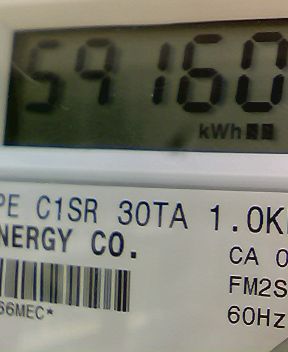 59160
kWh
PE C1SR 30TA 1.0K
NERGY CO.
CA 0
FM2S
60Hz
66MEC*